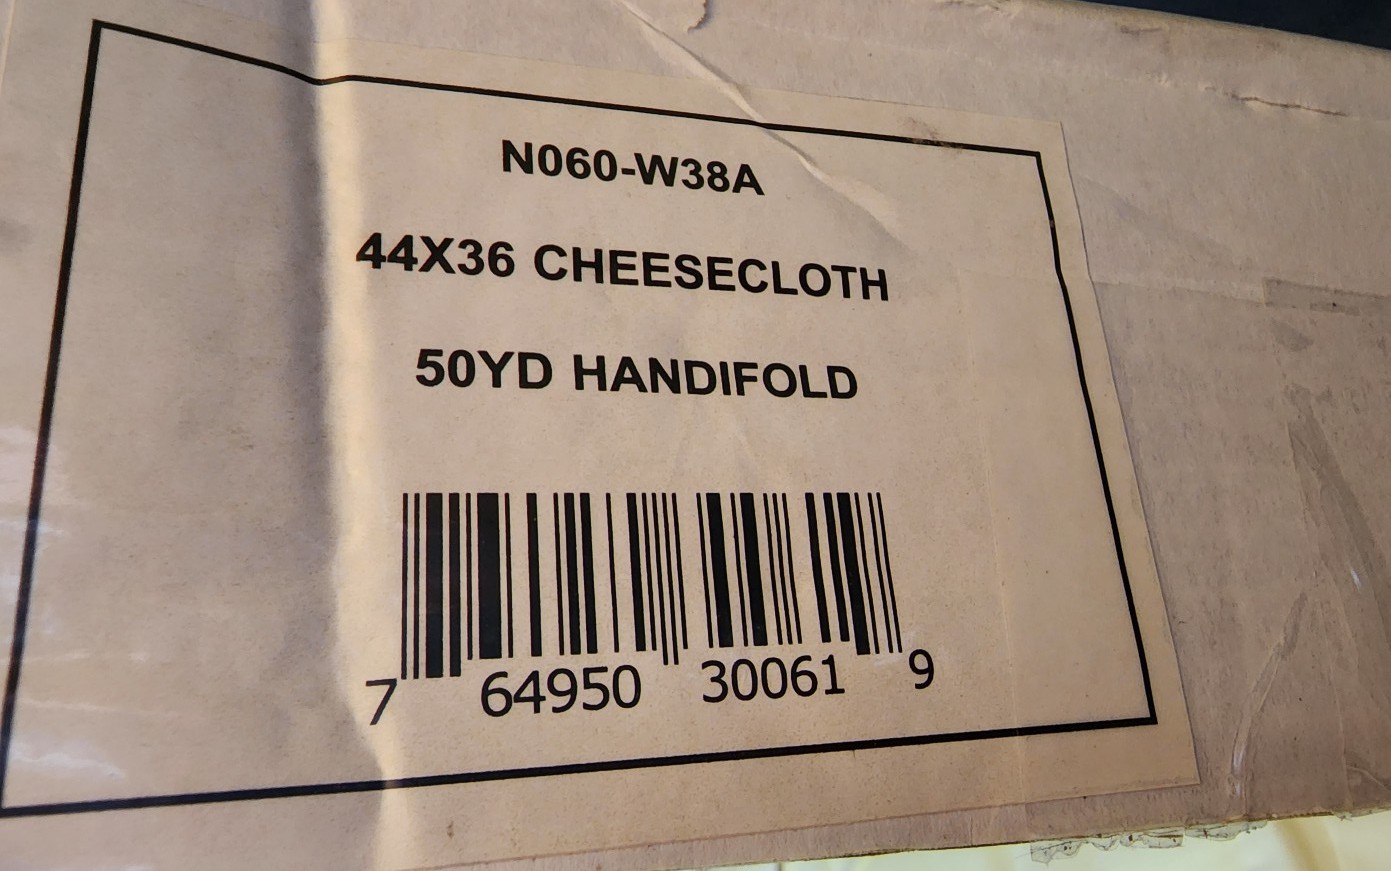 N060-W38A
44X36 CHEESECLOTH
50YD HANDIFOLD
7 64950 30061 9